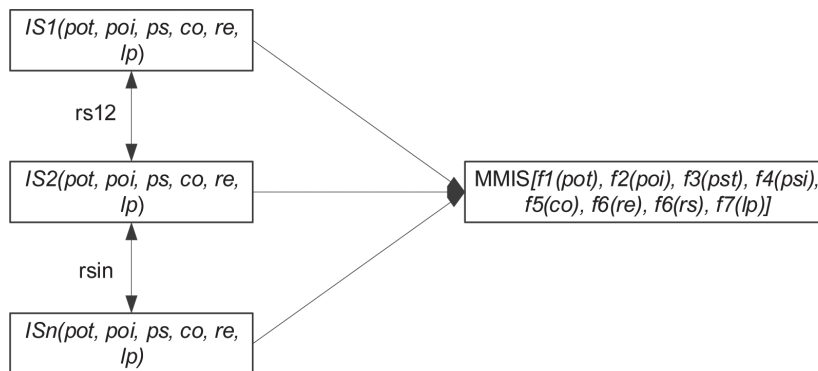 IS1(pot, poi, ps, co, re,
lp)
rs12
IS2(pot, poi, ps, co, re,
lp)
MMIS[f1(pot), f2(poi), f3(pst), f4(psi),
f5(co), f6(re), f6(rs), f7(lp)]
rsin
ISn(pot, poi, ps, co, re,
lp)